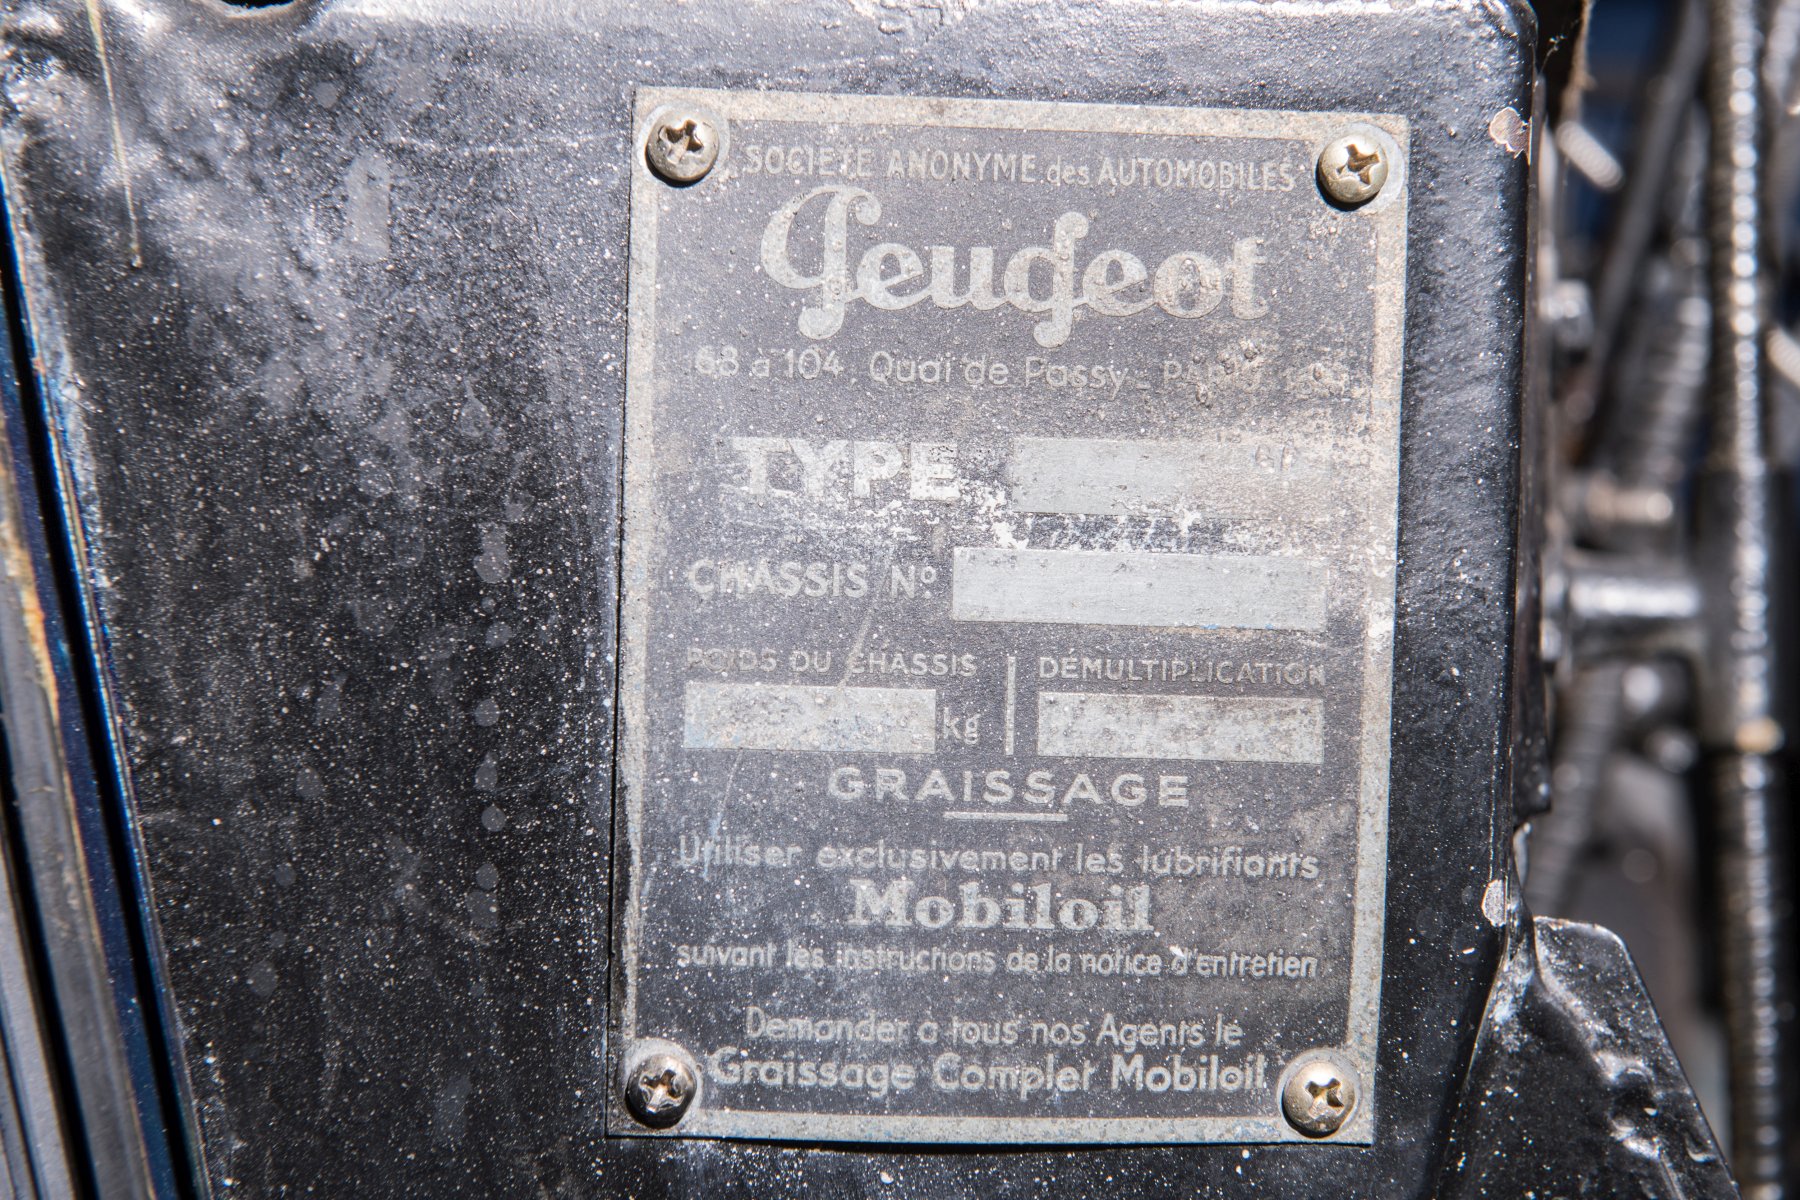 SOCIETE ANONYME des AUTOMOBILES
Peugeot
68 à 104, Quai de Passy - PARIS
TYPE
CHASSIS Nº
POIDS DU CHASSIS
DÉMULTIPLICATION
kg
GRAISSAGE
Utiliser exclusivement les lubrifiants
Mobiloil
suivant les instructions de la notice d'entretien
Demander a tous nos Agents le
Graissage Complet Mobiloil